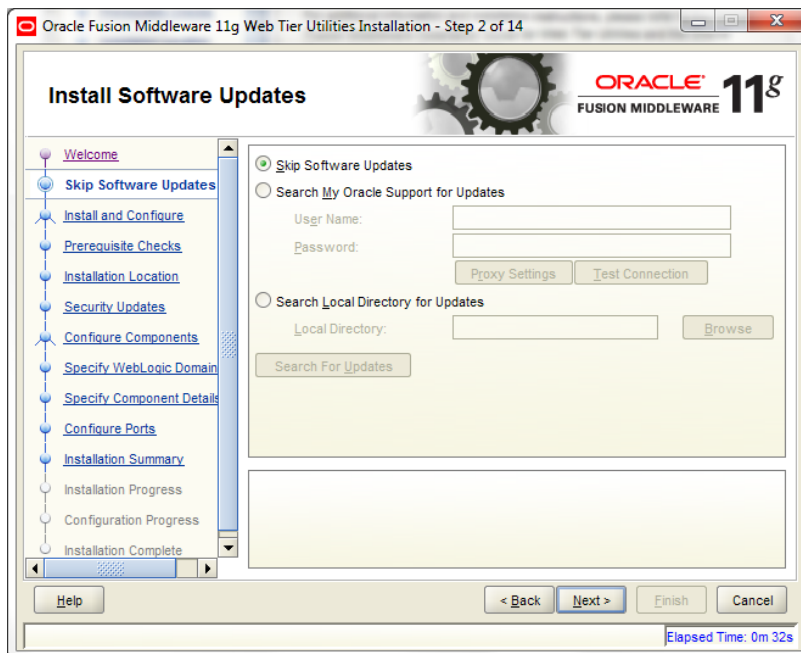 Oracle Fusion Middleware 11g Web Tier Utilities Installation - Step 2 of 14
Install Software Updates
ORACLE
FUSION MIDDLEWARE 11g
Welcome
Skip Software Updates
Install and Configure
Prerequisite Checks
Installation Location
Security Updates
Configure Components
Specify WebLogic Domain
Specify Component Details
Configure Ports
Installation Summary
Installation Progress
Configuration Progress
Installation Complete
Skip Software Updates
Search My Oracle Support for Updates
User Name:
Password:
Proxy Settings Test Connection
Search Local Directory for Updates
Local Directory: Browse
Search For Updates
Help < Back Next > Finish Cancel
Elapsed Time: 0m 32s